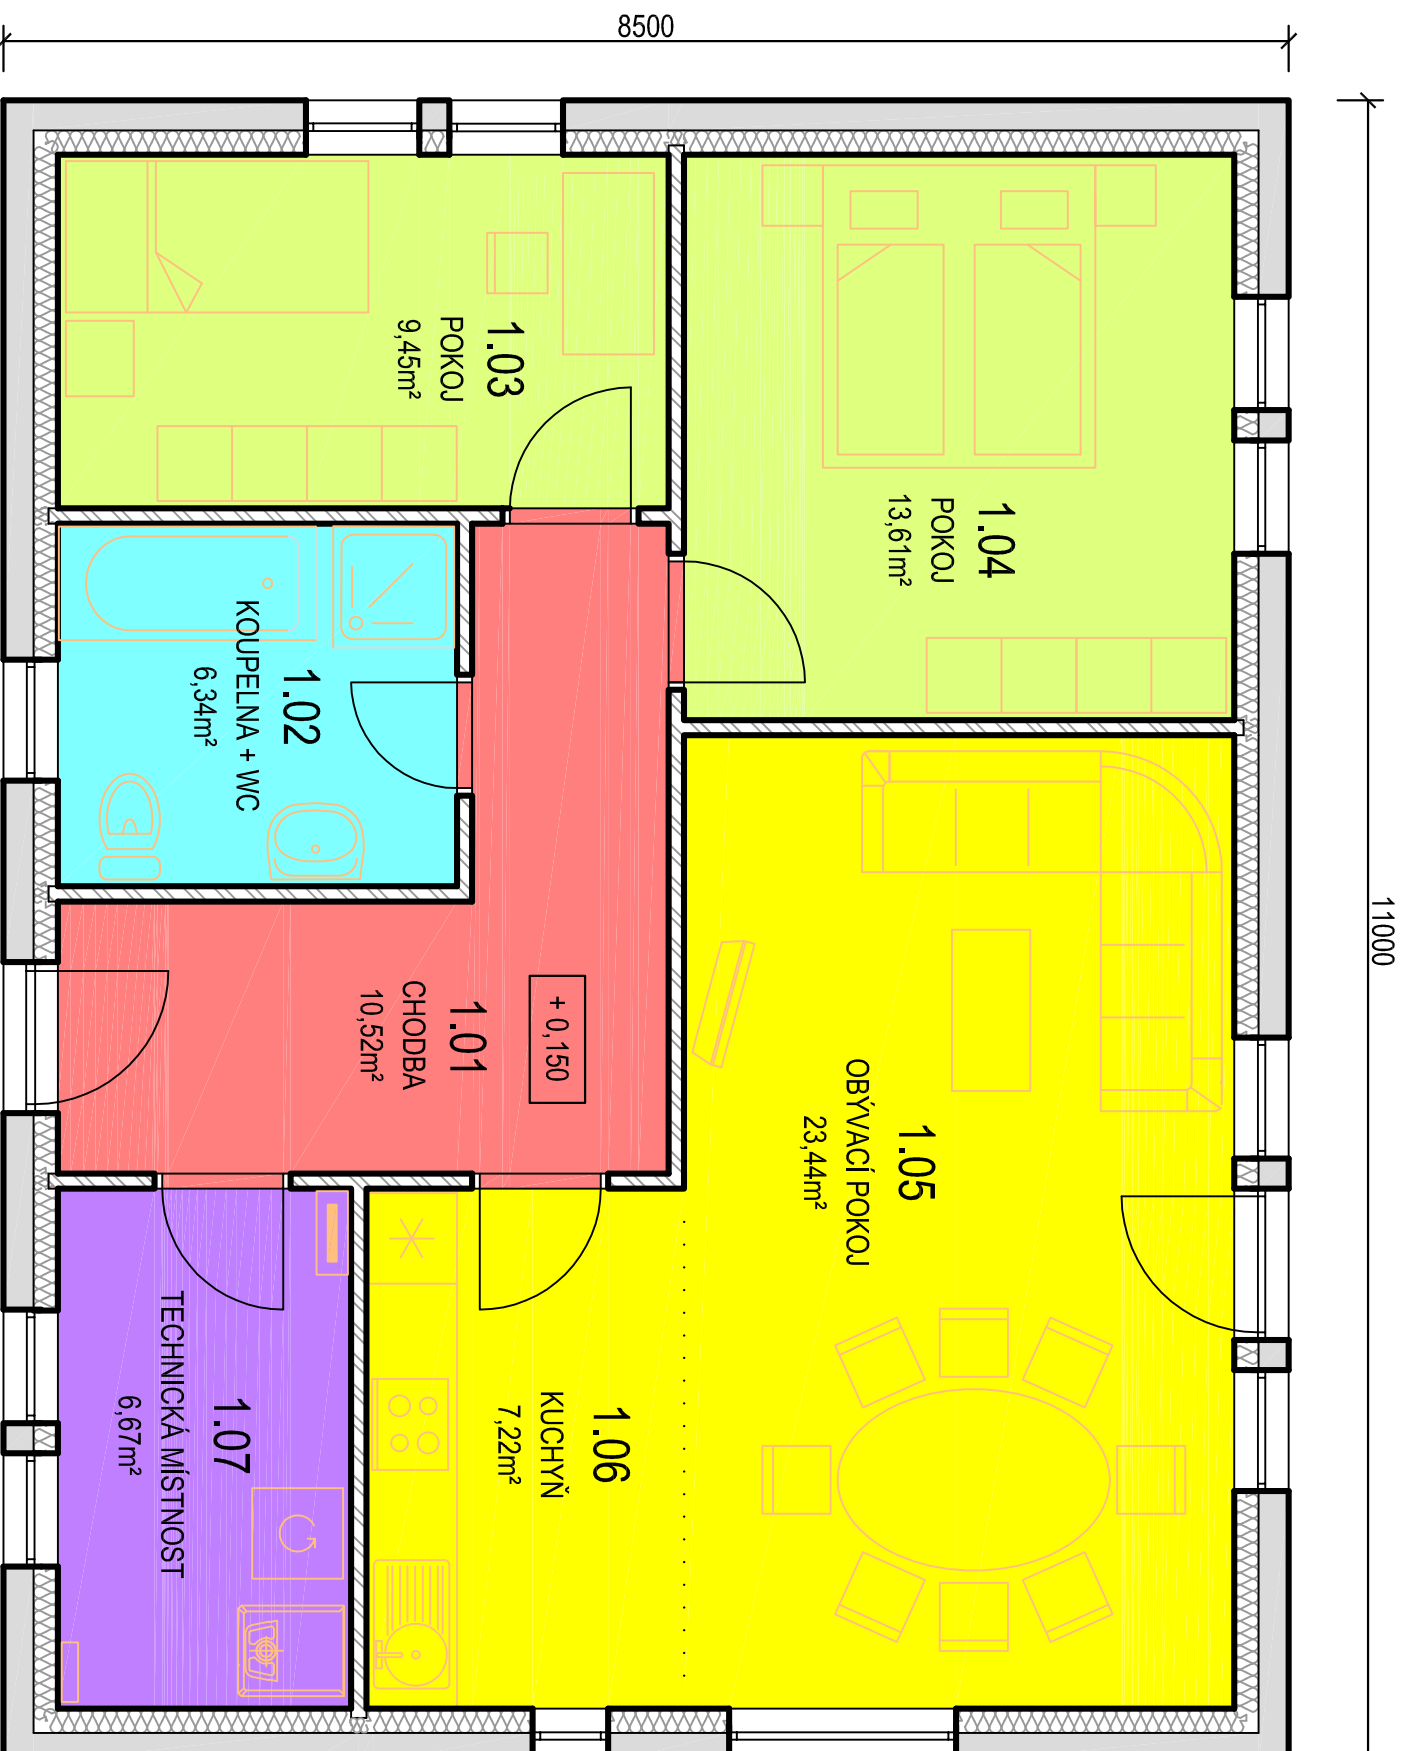 8500
11000
1.03
POKOJ
9,45m²
1.04
POKOJ
13,61m²
1.02
KOUPELNA + WC
6,34m²
+ 0,150
1.01
CHODBA
10,52m²
1.05
OBÝVACÍ POKOJ
23,44m²
1.06
KUCHYŇ
7,22m²
1.07
TECHNICKÁ MÍSTNOST
6,67m²